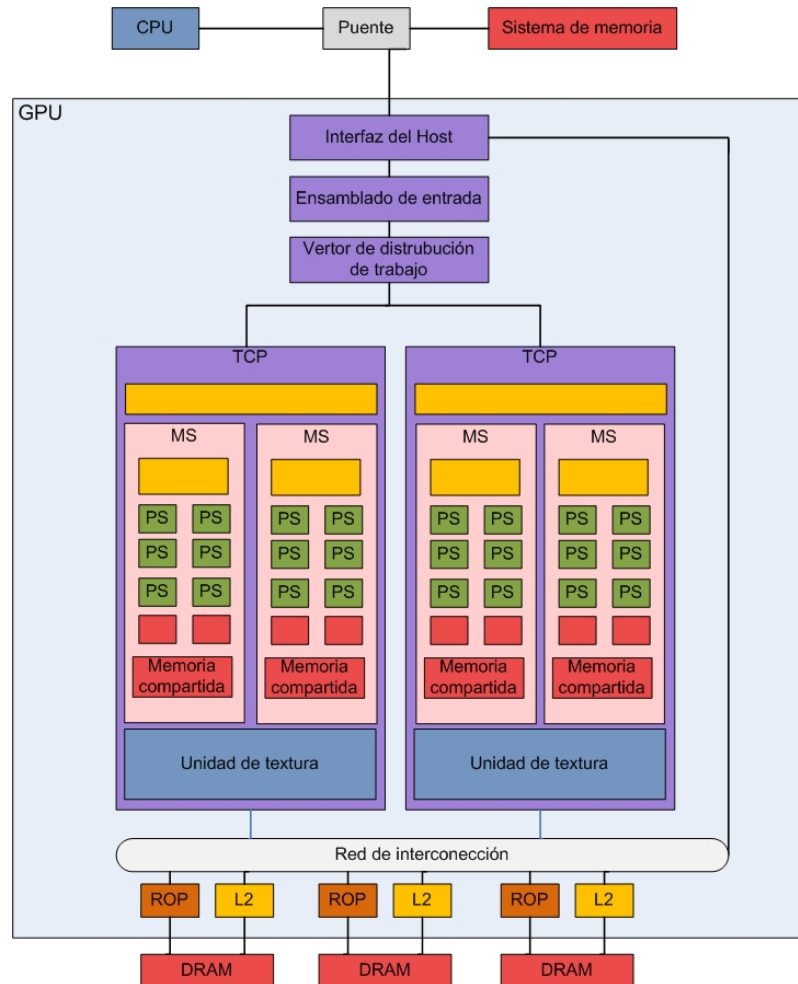 CPU
Puente
Sistema de memoria
GPU
Interfaz del Host
Ensamblado de entrada
Vertor de distrubución
de trabajo
TCP
TCP
MS
MS
MS
MS
PS PS PS PS PS PS PS PS
PS PS PS PS PS PS PS PS
PS PS PS PS PS PS PS PS
Memoria
compartida
Memoria
compartida
Memoria
compartida
Memoria
compartida
Unidad de textura
Unidad de textura
Red de interconección
ROP
L2
ROP
L2
ROP
L2
DRAM
DRAM
DRAM